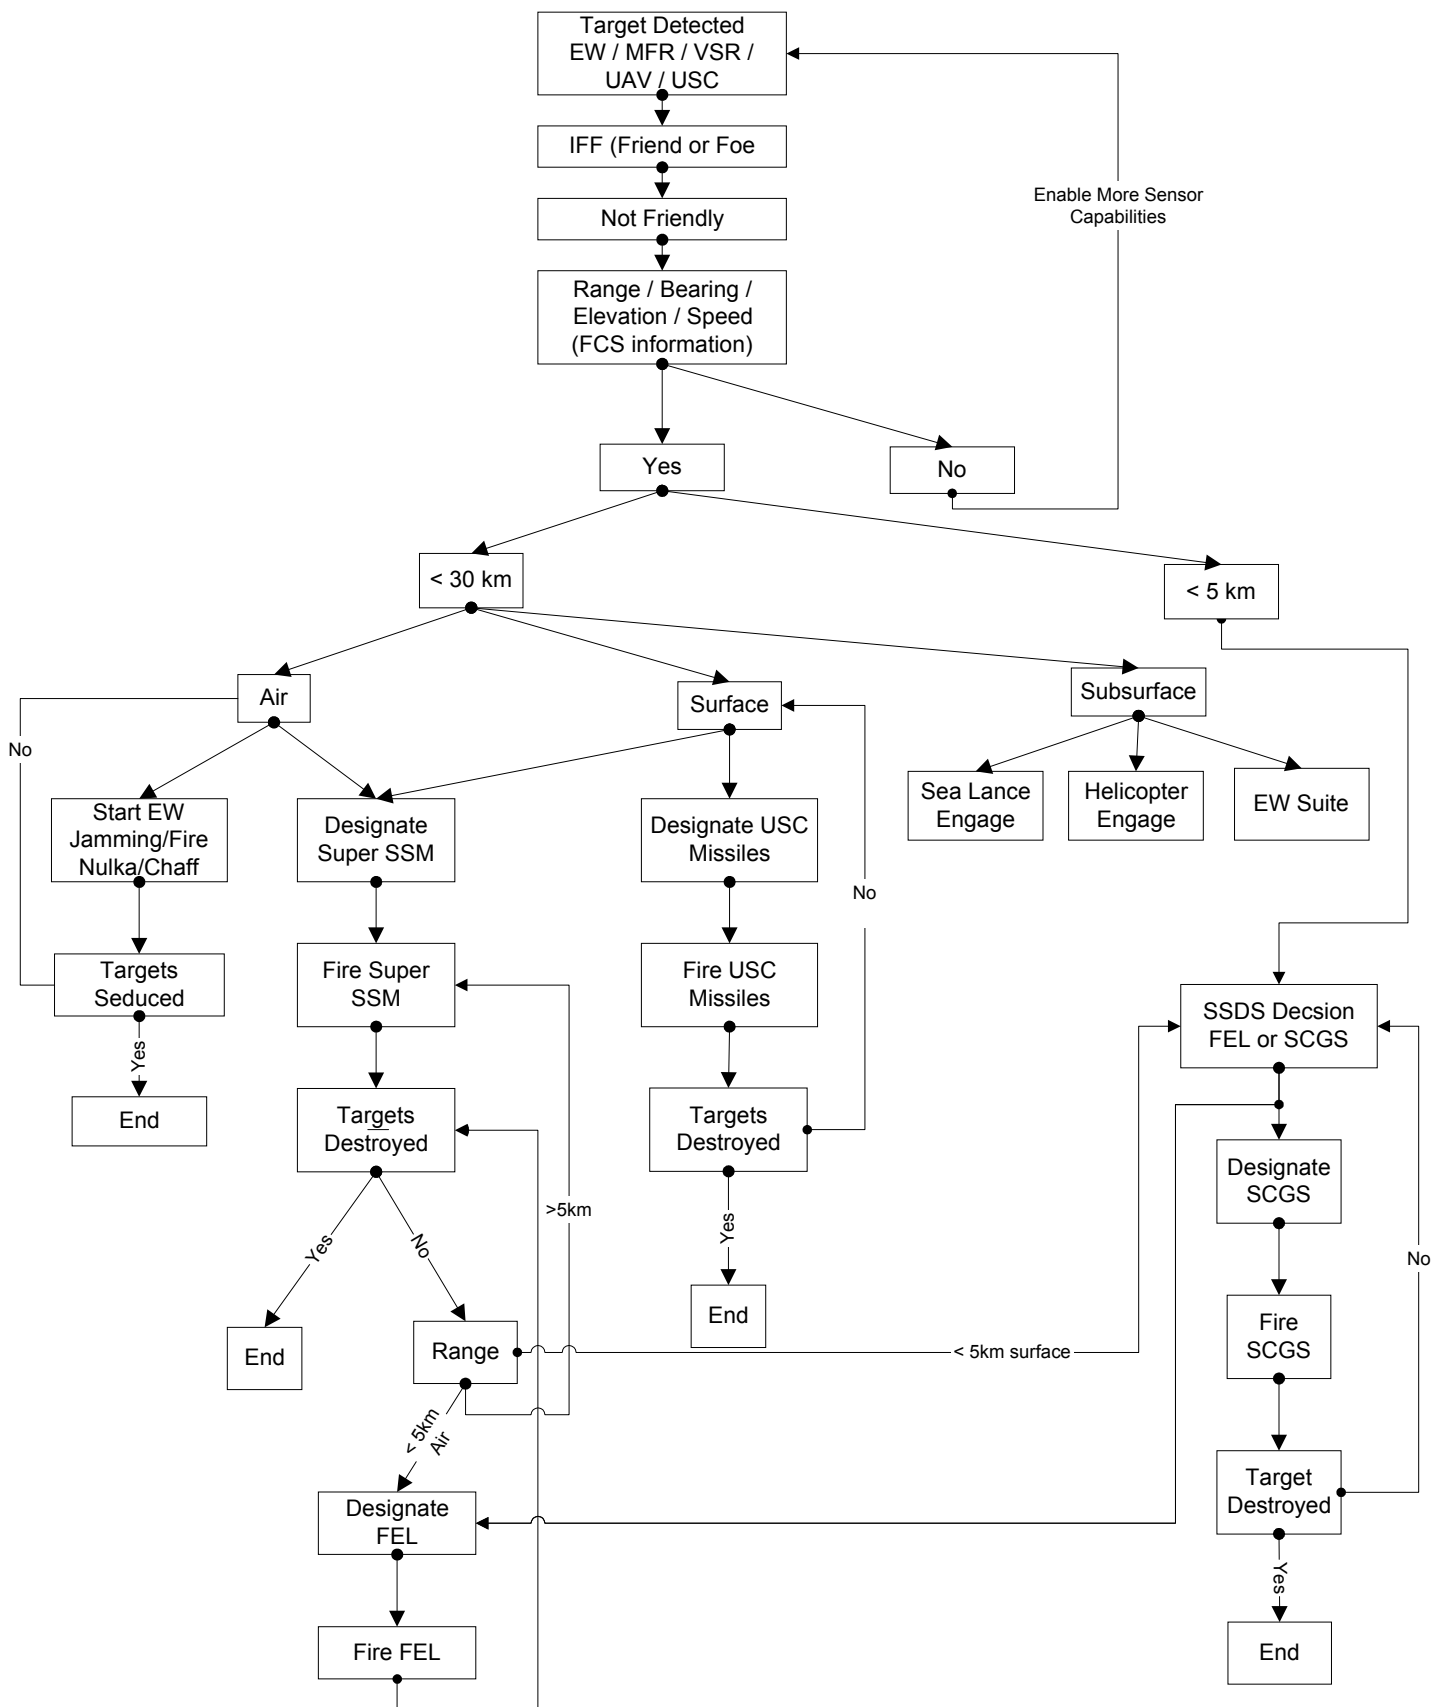 Target Detected
EW / MFR / VSR /
UAV / USC
IFF (Friend or Foe
Enable More Sensor
Capabilities
Not Friendly
Range / Bearing /
Elevation / Speed
(FCS information)
Yes
No
< 30 km
< 5 km
Air
Surface
Subsurface
No
Start EW
Jamming/Fire
Nulka/Chaff
Designate
Super SSM
Designate USC
Missiles
Sea Lance
Engage
Helicopter
Engage
EW Suite
No
Targets
Seduced
Fire Super
SSM
Fire USC
Missiles
SSDS Decsion
FEL or SCGS
Yes
End
Targets
Destroyed
Targets
Destroyed
Designate
SCGS
>5km
Yes
No
Yes
No
End
Range
End
< 5km surface
Fire
SCGS
< 5km
Air
Target
Destroyed
Designate
FEL
Yes
Fire FEL
End